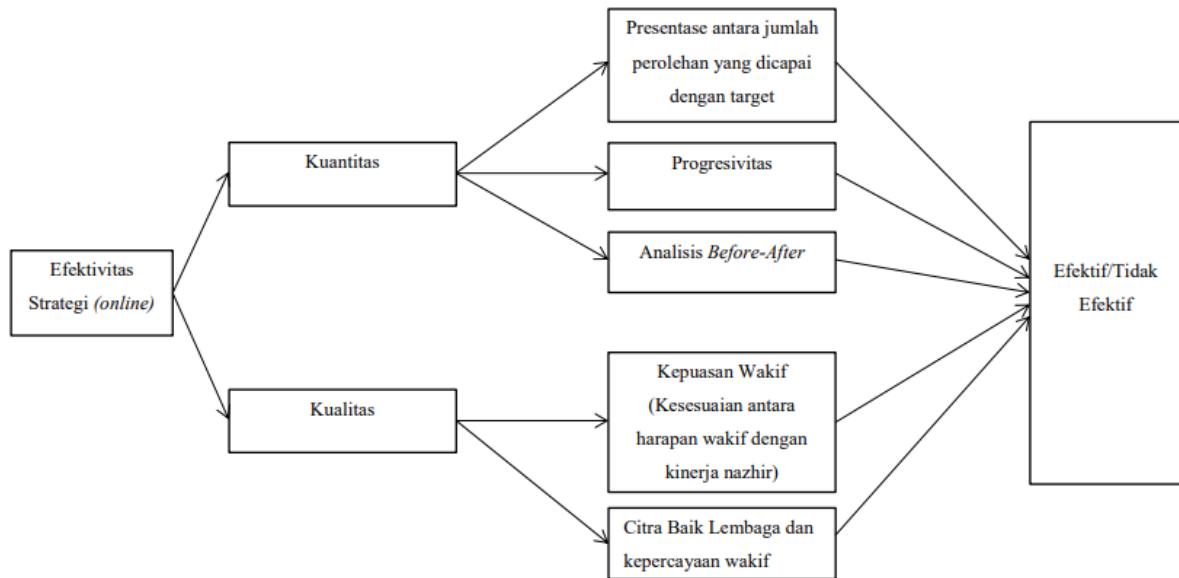 Efektivitas
Strategi (online)
Kuantitas
Kualitas
Presentase antara jumlah
perolehan yang dicapai
dengan target
Progresivitas
Analisis Before-After
Kepuasan Wakif
(Kesesuaian antara
harapan wakif dengan
kinerja nazhir)
Citra Baik Lembaga dan
kepercayaan wakif
Efektif/Tidak
Efektif